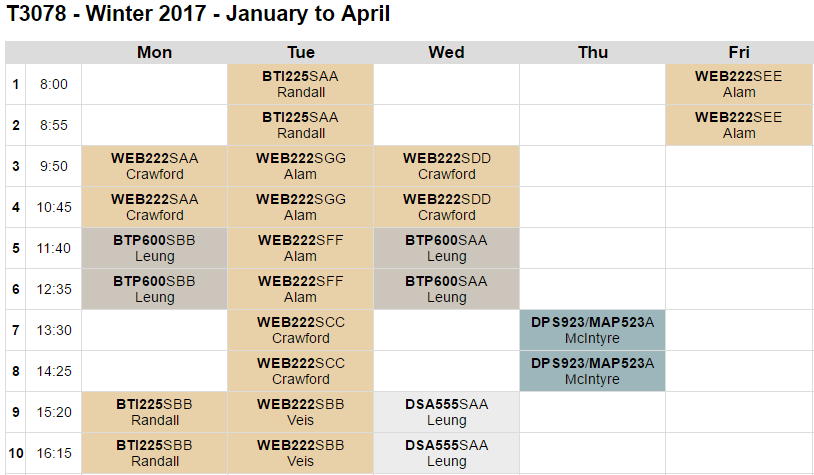 T3078 - Winter 2017 - January to April
Mon Tue Wed Thu Fri
1 8:00 BTI225SAA WEB222SEE
Randall Alam
2 8:55 BTI225SAA WEB222SEE
Randall Alam
3 9:50 WEB222SAA WEB222SGG WEB222SDD
Crawford Alam Crawford
4 10:45 WEB222SAA WEB222SGG WEB222SDD
Crawford Alam Crawford
5 11:40 BTP600SBB WEB222SFF BTP600SAA
Leung Alam Leung
6 12:35 BTP600SBB WEB222SFF BTP600SAA
Leung Alam Leung
7 13:30 WEB222SCC DPS923/MAP523A
Crawford McIntyre
8 14:25 WEB222SCC DPS923/MAP523A
Crawford McIntyre
9 15:20 BTI225SBB WEB222SBB DSA555SAA
Randall Veis Leung
10 16:15 BTI225SBB WEB222SBB DSA555SAA
Randall Veis Leung